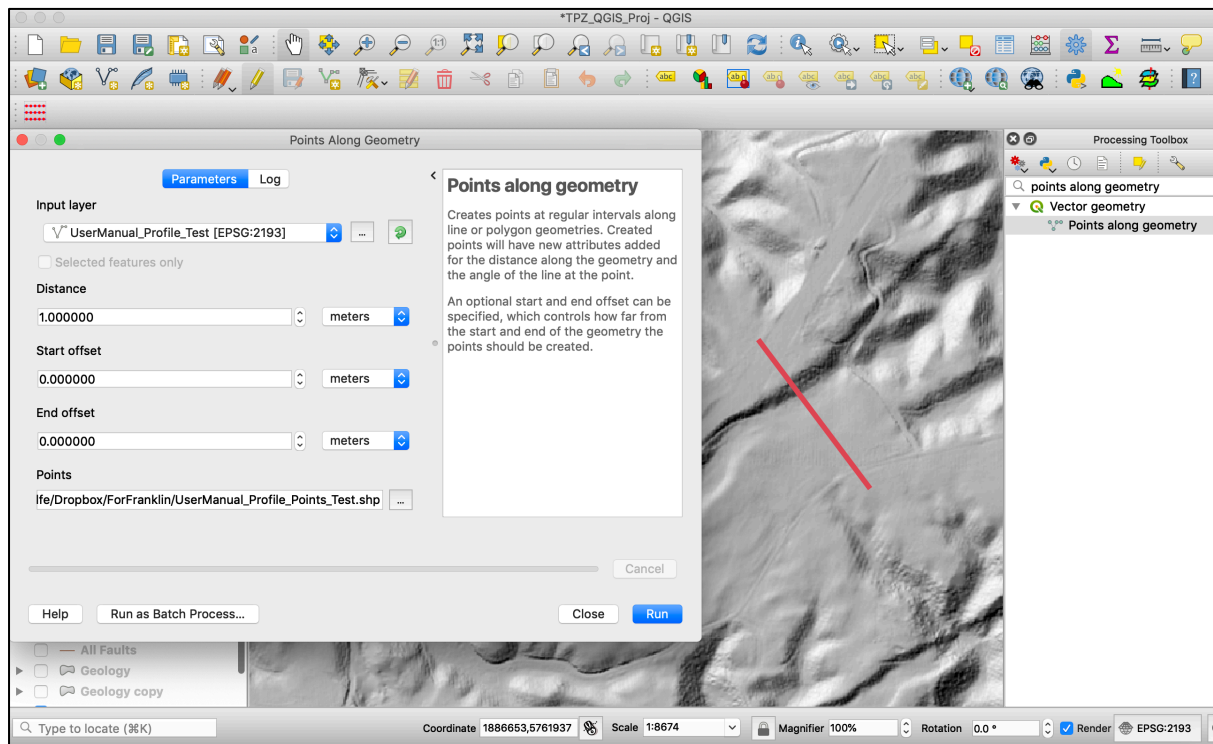 *TPZ_QGIS_Proj - QGIS
Points Along Geometry
Parameters
Log
Input layer
UserManual_Profile_Test [EPSG:2193]
...
Selected features only
Distance
1.000000
meters
Start offset
0.000000
meters
End offset
0.000000
meters
Points
lfe/Dropbox/ForFranklin/UserManual_Profile_Points_Test.shp
...
Points along geometry
Creates points at regular intervals along
line or polygon geometries. Created
points will have new attributes added
for the distance along the geometry and
the angle of the line at the point.
An optional start and end offset can be
specified, which controls how far from
the start and end of the geometry the
points should be created.
Cancel
Help
Run as Batch Process...
Close
Run
Processing Toolbox
points along geometry
Vector geometry
Points along geometry
All Faults
Geology
Geology copy
Type to locate (⌘K)
Coordinate 1886653,5761937
Scale 1:8674
Magnifier 100%
Rotation 0.0 °
Render
EPSG:2193